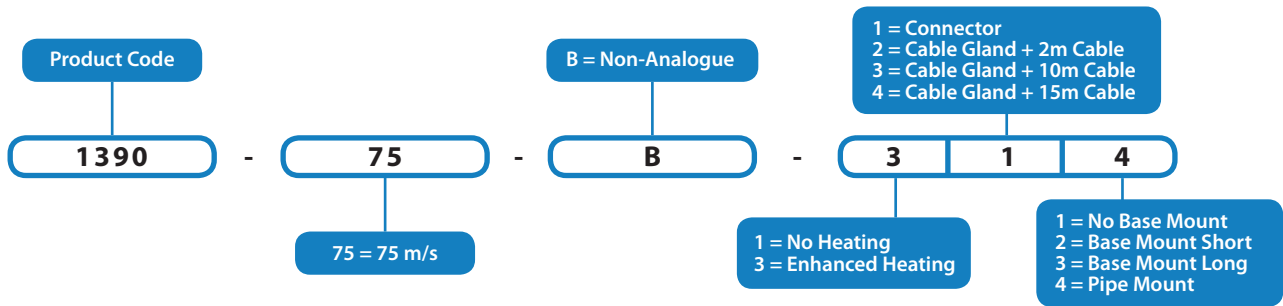 Product Code
B = Non-Analogue
1 = Connector
2 = Cable Gland + 2m Cable
3 = Cable Gland + 10m Cable
4 = Cable Gland + 15m Cable
1390 - 75 - B - 3 1 4
75 = 75 m/s
1 = No Heating
3 = Enhanced Heating
1 = No Base Mount
2 = Base Mount Short
3 = Base Mount Long
4 = Pipe Mount